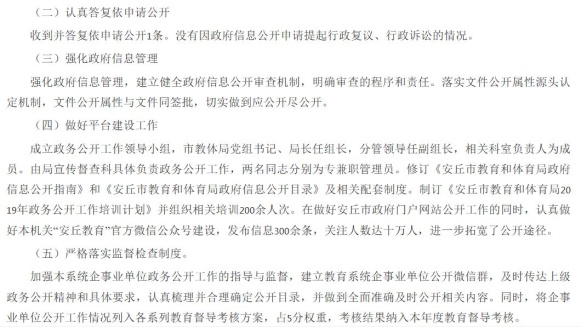 （二）认真答复依申请公开
收到并答复依申请公开1条。没有因政府信息公开申请提起行政复议、行政诉讼的情况。
（三）强化政府信息管理
强化政府信息管理，建立健全政府信息公开审查机制，明确审查的程序和责任。落实文件公开属性源头认
定机制，文件公开属性与文件同签批，切实做到应公开尽公开。
（四）做好平台建设工作
成立政务公开工作领导小组，市教体局党组书记、局长任组长，分管领导任副组长，相关科室负责人为成
员。由局宣传督查科具体负责政务公开工作，两名同志分别为专兼职管理员。修订《安丘市教育和体育局政府
信息公开指南》和《安丘市教育和体育局政府信息公开目录》及相关配套制度。制订《安丘市教育和体育局2
019年政务公开工作培训计划》并组织相关培训200余人次。在做好安丘市政府门户网站公开工作的同时，认真做
好本机关“安丘教育”官方微信公众号建设，发布信息300余条，关注人数达十万人，进一步拓宽了公开途径。
（五）严格落实监督检查制度。
加强本系统企事业单位政务公开工作的指导与监督，建立教育系统企事业单位公开微信群，及时传达上级
政务公开精神和具体要求，认真梳理并合理确定公开目录，并做到全面准确及时公开相关内容。同时，将企事
业单位公开工作情况列入各系列教育督导考核方案，占5分权重，考核结果纳入本年度教育督导考核。